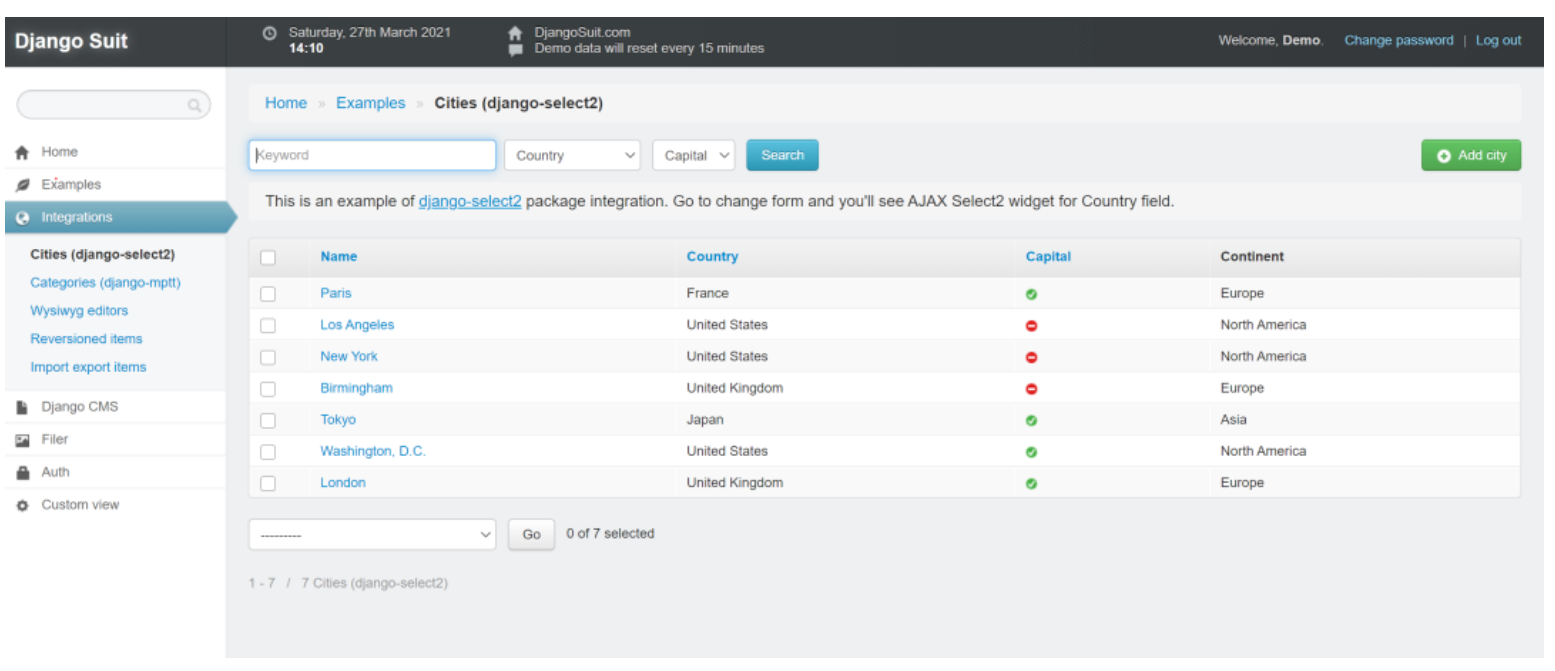 Django Suit
Saturday, 27th March 2021
14:10
DjangoSuit.com
Demo data will reset every 15 minutes
Welcome, Demo. Change password | Log out
Home
Examples
Integrations
Cities (django-select2)
Categories (django-mptt)
Wysiwyg editors
Reversioned items
Import export items
Django CMS
Filer
Auth
Custom view
Home » Examples » Cities (django-select2)
Keyword Country Capital Search Add city
This is an example of django-select2 package integration. Go to change form and you'll see AJAX Select2 widget for Country field.
Name Country Capital Continent
Paris France Europe
Los Angeles United States North America
New York United States North America
Birmingham United Kingdom Europe
Tokyo Japan Asia
Washington, D.C. United States North America
London United Kingdom Europe
--------- Go 0 of 7 selected
1 - 7 / 7 Cities (django-select2)